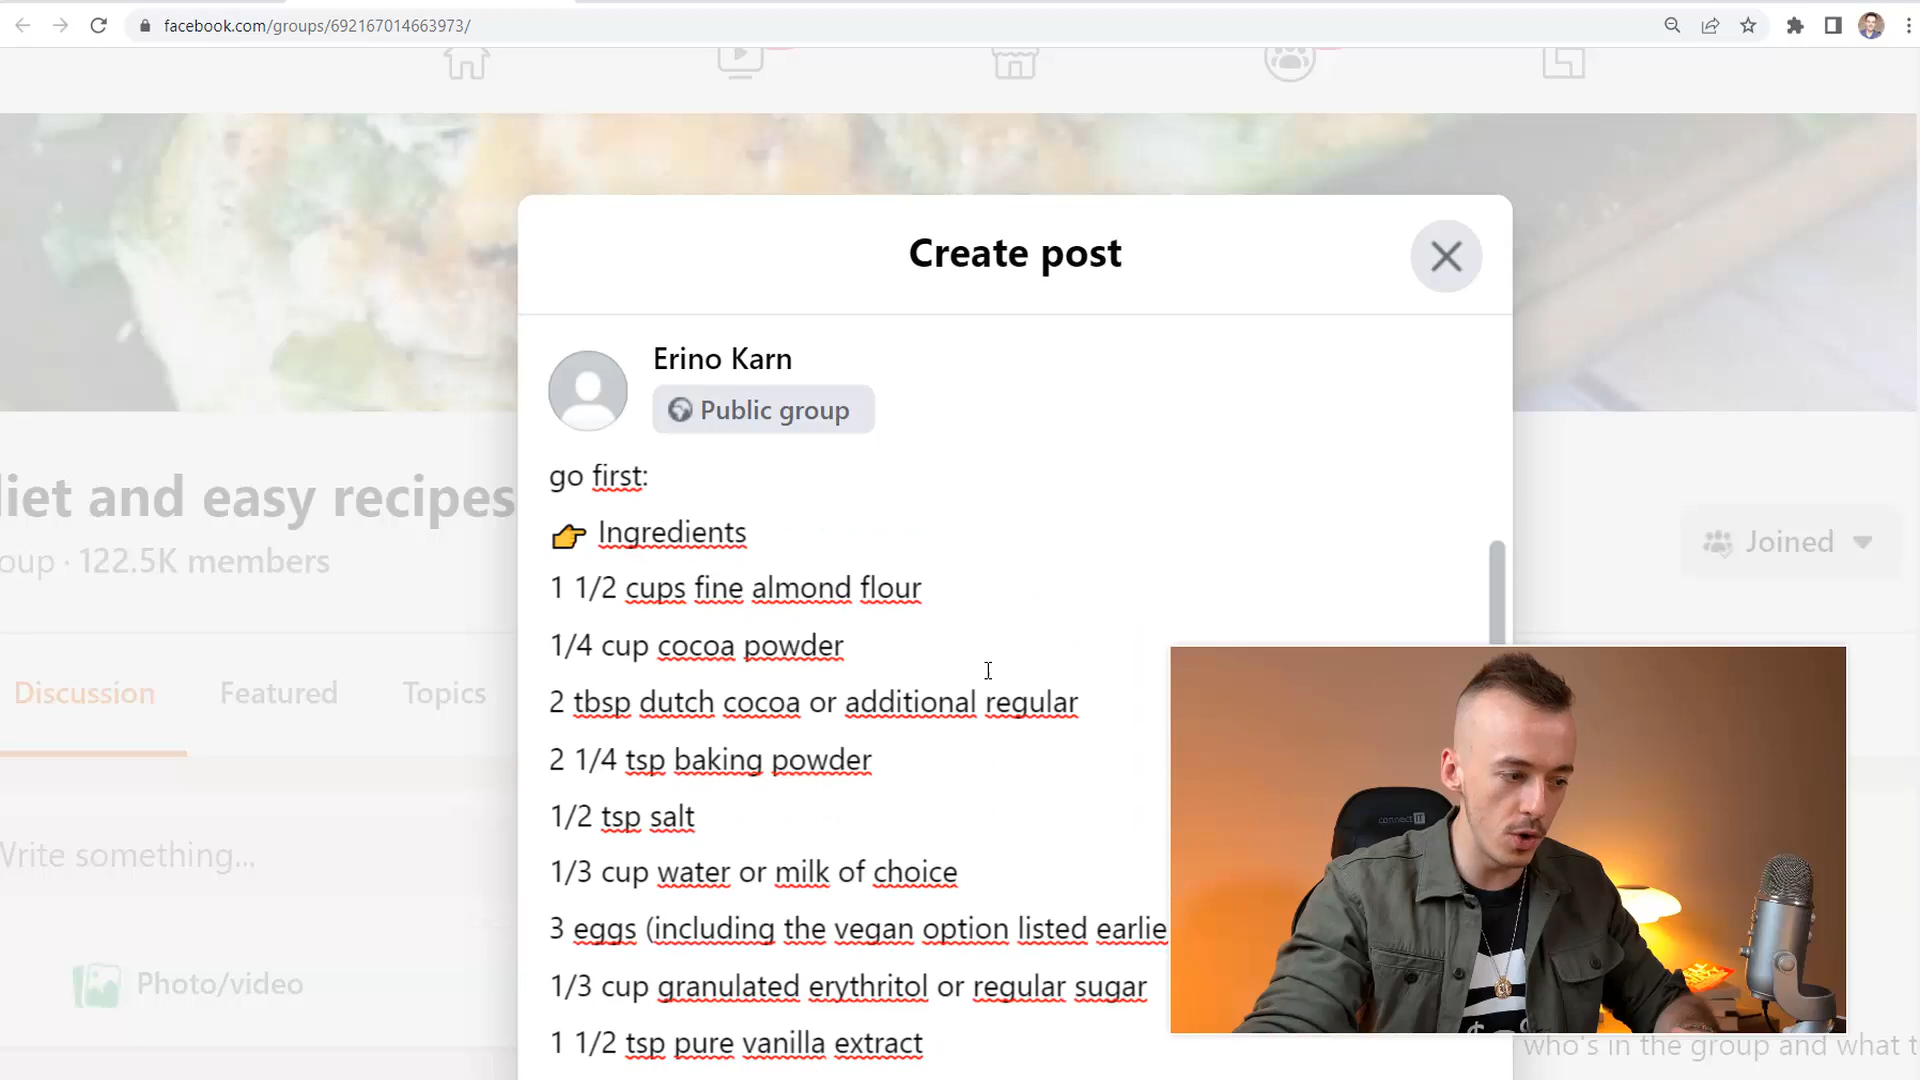 facebook.com/groups/692167014663973/
Create post
Erino Karn
Public group
go first:
👉 Ingredients
1 1/2 cups fine almond flour
1/4 cup cocoa powder
2 tbsp dutch cocoa or additional regular
2 1/4 tsp baking powder
1/2 tsp salt
1/3 cup water or milk of choice
3 eggs (including the vegan option listed earlie
1/3 cup granulated erythritol or regular sugar
1 1/2 tsp pure vanilla extract
liet and easy recipes
oup · 122.5K members
Joined
Discussion
Featured
Topics
Write something...
Photo/video
connect IT
who's in the group and what t